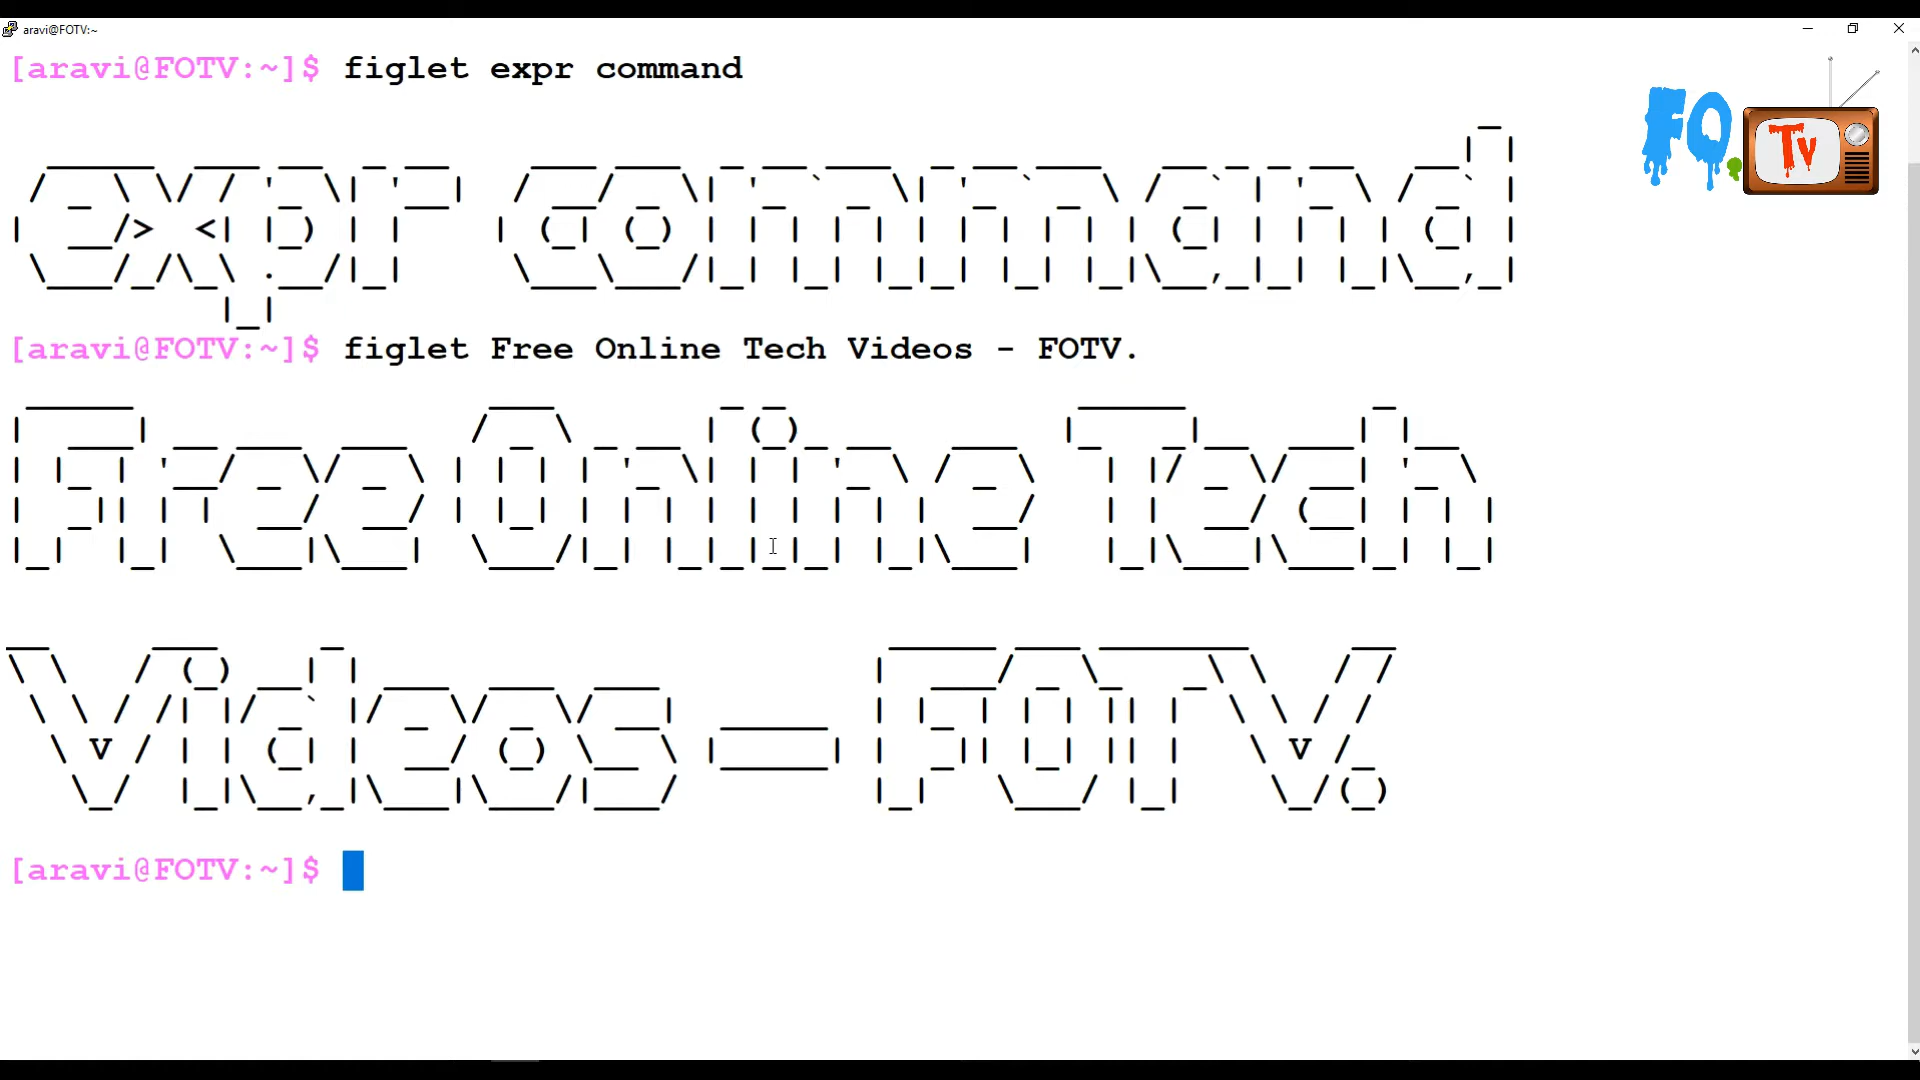 aravi@FOTV:~
[aravi@FOTV:~]$ figlet expr command
FO Tv
expr command
[aravi@FOTV:~]$ figlet Free Online Tech Videos - FOTV.
Free Online Tech
Videos - FOTV.
[aravi@FOTV:~]$